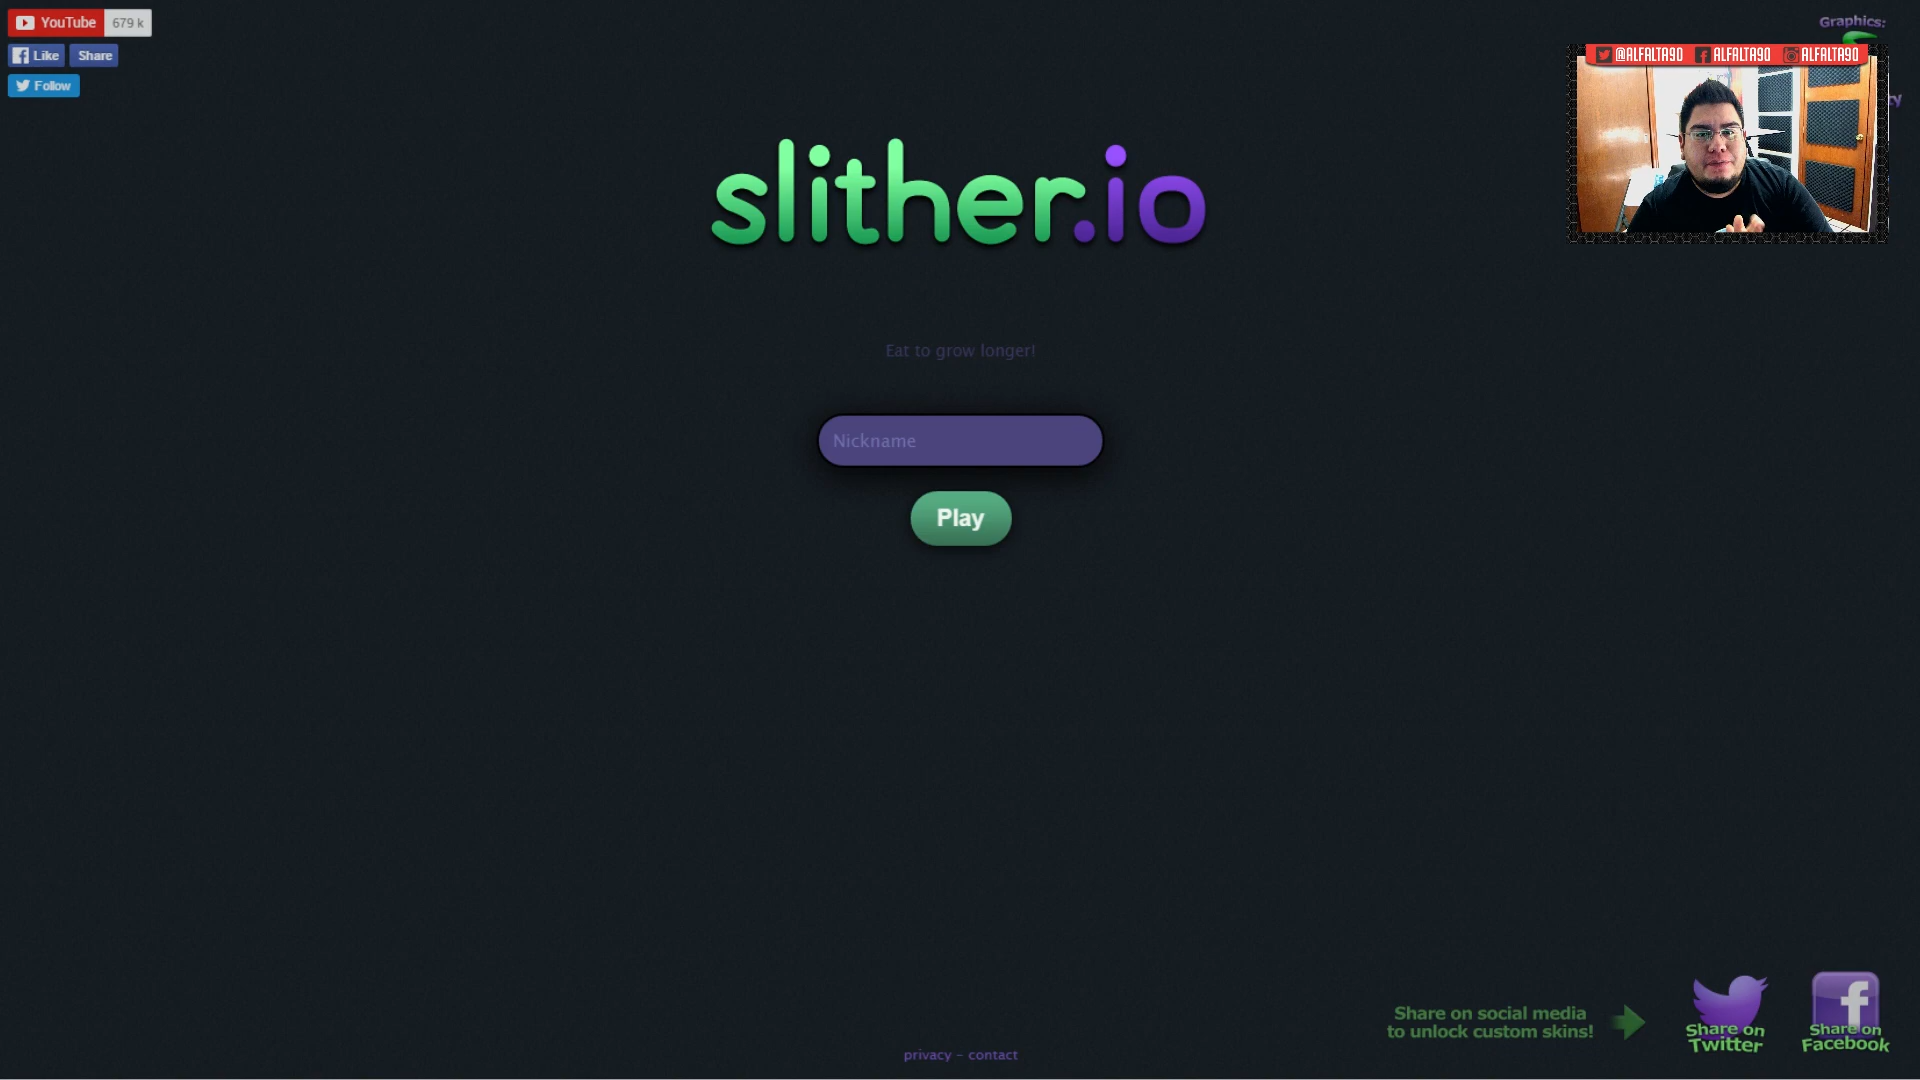 YouTube 679 k
Like Share
Follow
Graphics:
@ALFALTA90 ALFALTA90 ALFALTA90
slither.io
Eat to grow longer!
Nickname
Play
Share on social media
to unlock custom skins!
Share on
Twitter
Share on
Facebook
privacy - contact